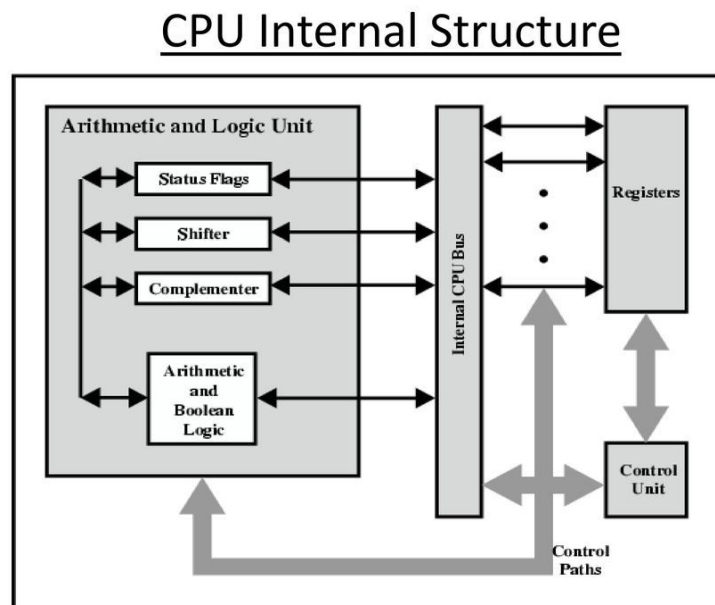 CPU Internal Structure
Arithmetic and Logic Unit
Status Flags
Shifter
Complementer
Arithmetic
and
Boolean
Logic
Internal CPU Bus
Registers
Control
Unit
Control
Paths